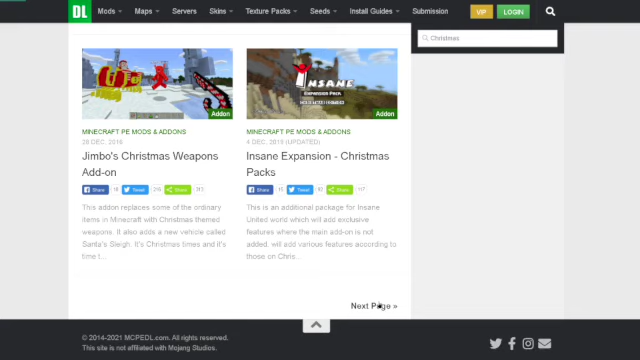 DL Mods Maps Servers Skins Texture Packs Seeds Install Guides Submission VIP LOGIN
Christmas
Addon
MINECRAFT PE MODS & ADDONS
Jimbo's Christmas Weapons
Add-on
Share Tweet Share
This addon replaces some of the ordinary
items in Minecraft with Christmas themed
weapons. It also adds a new vehicle called
Santa's Sleigh. It's Christmas times and it's
time t...
INSANE
EXPANSION PACK
Addon
MINECRAFT PE MODS & ADDONS
4 DEC, 2019 (UPDATED)
Insane Expansion - Christmas
Packs
Share Tweet Share
This is an additional package for Insane
United world which will add exclusive
features where the main add-on is not
added, will add various features according to
those on Chris...
Next Page »
© 2014-2021 MCPEDL.com. All rights reserved.
This site is not affiliated with Mojang Studios.